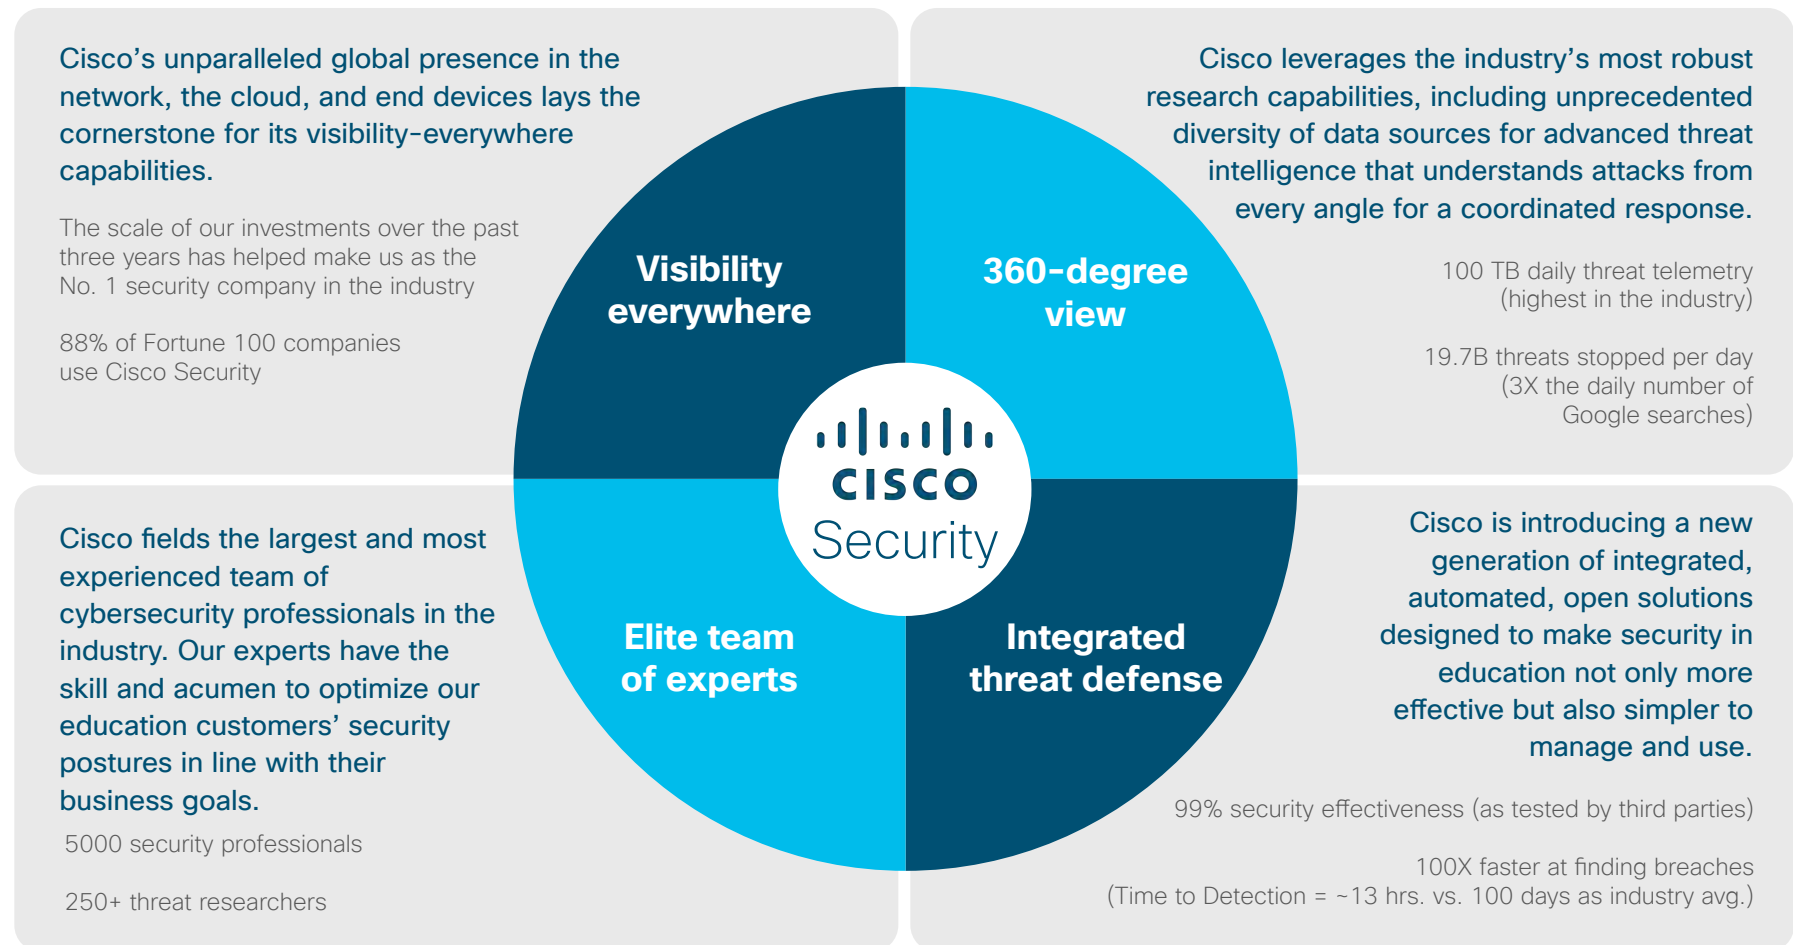 Cisco's unparalleled global presence in the
network, the cloud, and end devices lays the
cornerstone for its visibility-everywhere
capabilities.
The scale of our investments over the past
three years has helped make us as the
No. 1 security company in the industry
88% of Fortune 100 companies
use Cisco Security
Cisco leverages the industry's most robust
research capabilities, including unprecedented
diversity of data sources for advanced threat
intelligence that understands attacks from
every angle for a coordinated response.
100 TB daily threat telemetry
(highest in the industry)
19.7B threats stopped per day
(3X the daily number of
Google searches)
Visibility
everywhere
360-degree
view
CISCO
Security
Elite team
of experts
Integrated
threat defense
Cisco fields the largest and most
experienced team of
cybersecurity professionals in the
industry. Our experts have the
skill and acumen to optimize our
education customers' security
postures in line with their
business goals.
5000 security professionals
250+ threat researchers
Cisco is introducing a new
generation of integrated,
automated, open solutions
designed to make security in
education not only more
effective but also simpler to
manage and use.
99% security effectiveness (as tested by third parties)
100X faster at finding breaches
(Time to Detection = ~13 hrs. vs. 100 days as industry avg.)